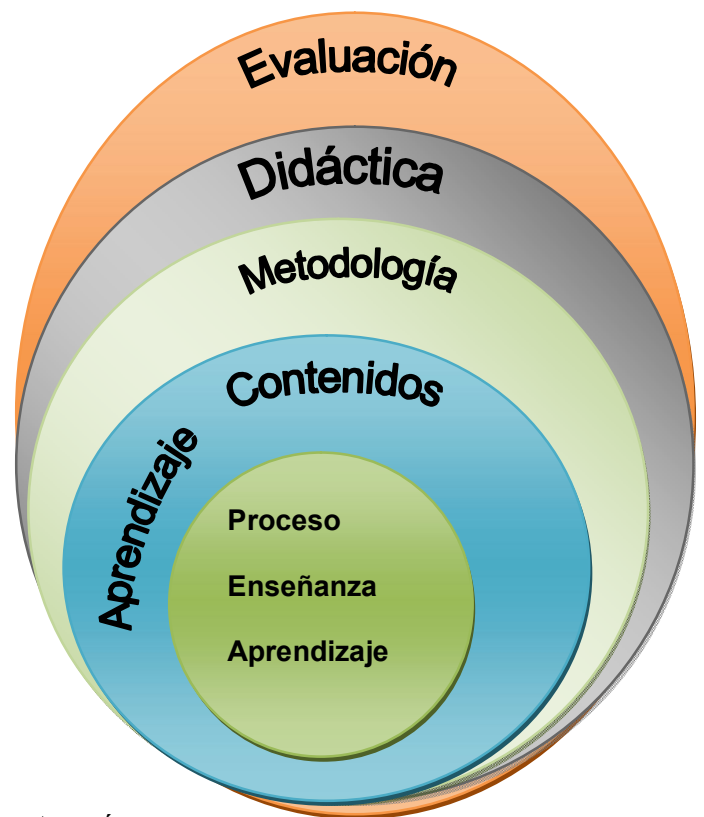 Evaluación
Didáctica
Metodología
Contenidos
Aprendizaje
Proceso
Enseñanza
Aprendizaje